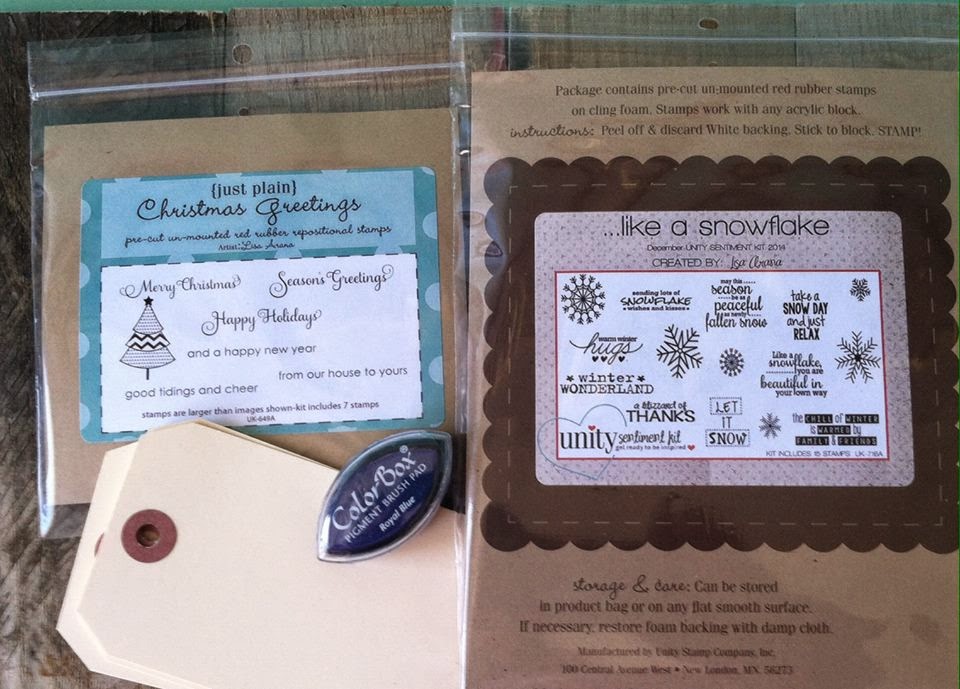 {just plain}
Christmas Greetings
pre-cut un-mounted red rubber repositional stamps
Artist: Lisa Arana
Merry Christmas
Season's Greetings
Happy Holidays
and a happy new year
from our house to yours
good tidings and cheer
stamps are larger than images shown-kit includes 7 stamps
UK-649A
ColorBox
PIGMENT BRUSH PAD
Royal Blue
Package contains pre-cut un-mounted red rubber stamps
on cling foam. Stamps work with any acrylic block.
instructions: Peel off & discard White backing. Stick to block. STAMP!
...like a snowflake
December UNITY SENTIMENT KIT 2014
CREATED BY: Lisa Arana
sending lots of
SNOWFLAKE
wishes and kisses
may this
season
be as
peaceful
as newly
fallen snow
take a
SNOW DAY
and just
RELAX
warm winter
hugs
Like a
snowflake,
you are
beautiful in
your own way
winter
WONDERLAND
a blizzard of
THANKS
LET
IT
SNOW
the CHILL of WINTER
is WARMED by
FAMILY & FRIENDS
unity sentiment kit
get ready to be inspired
KIT INCLUDES 15 STAMPS UK-716A
storage & care: Can be stored
in product bag or on any flat smooth surface.
If necessary, restore foam backing with damp cloth.
Manufactured by Unity Stamp Company, Inc.
100 Central Avenue West • New London, MN. 56273